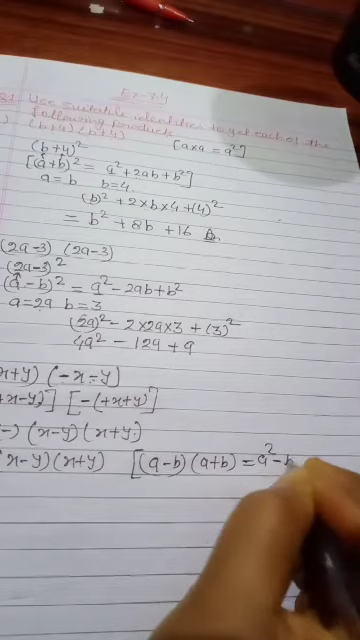 Ex-7.4
Q1. Use suitable identities to get each of the
following products
(b+4) (b+4)
(b+4)² [a×a = a²]
[(a+b)² = a²+2ab+b²]
a=b b=4
(b)² + 2×b×4+(4)²
= b² + 8b + 16
(2a-3) (2a-3)
(2a-3)²
(a-b)² = a²-2ab+b²
a=2a b=3
(2a)² - 2×2a×3 + (3)²
4a² - 12a + 9
x+y) (-x-y)
+x-y)] [-(+x+y)]
-) (x-y) (x+y)
(x-y) (x+y) [(a-b) (a+b) = a²-b